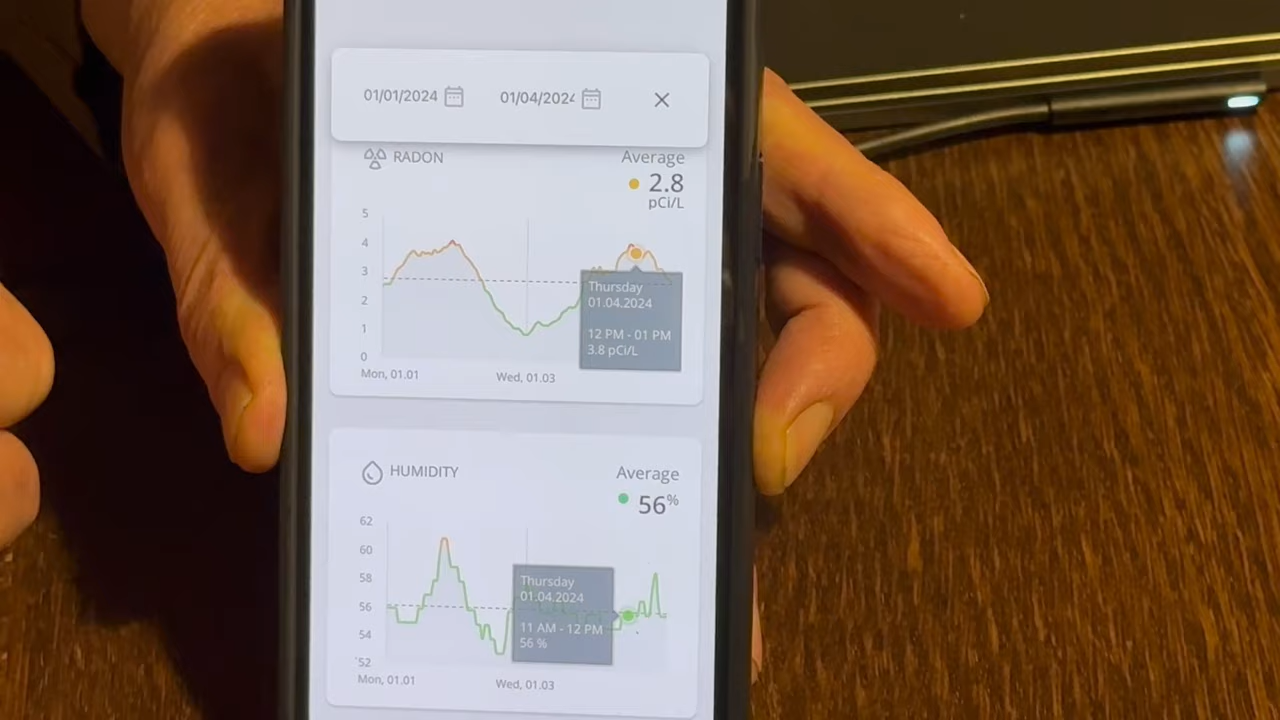 01/01/2024 01/04/2024 ×
RADON
Average
2.8
pCi/L
5
4
3
2
1
0
Thursday
01.04.2024
12 PM - 01 PM
3.8 pCi/L
Mon, 01.01 Wed, 01.03
HUMIDITY
Average
56%
62
60
58
56
54
52
Thursday
01.04.2024
11 AM - 12 PM
56 %
Mon, 01.01 Wed, 01.03